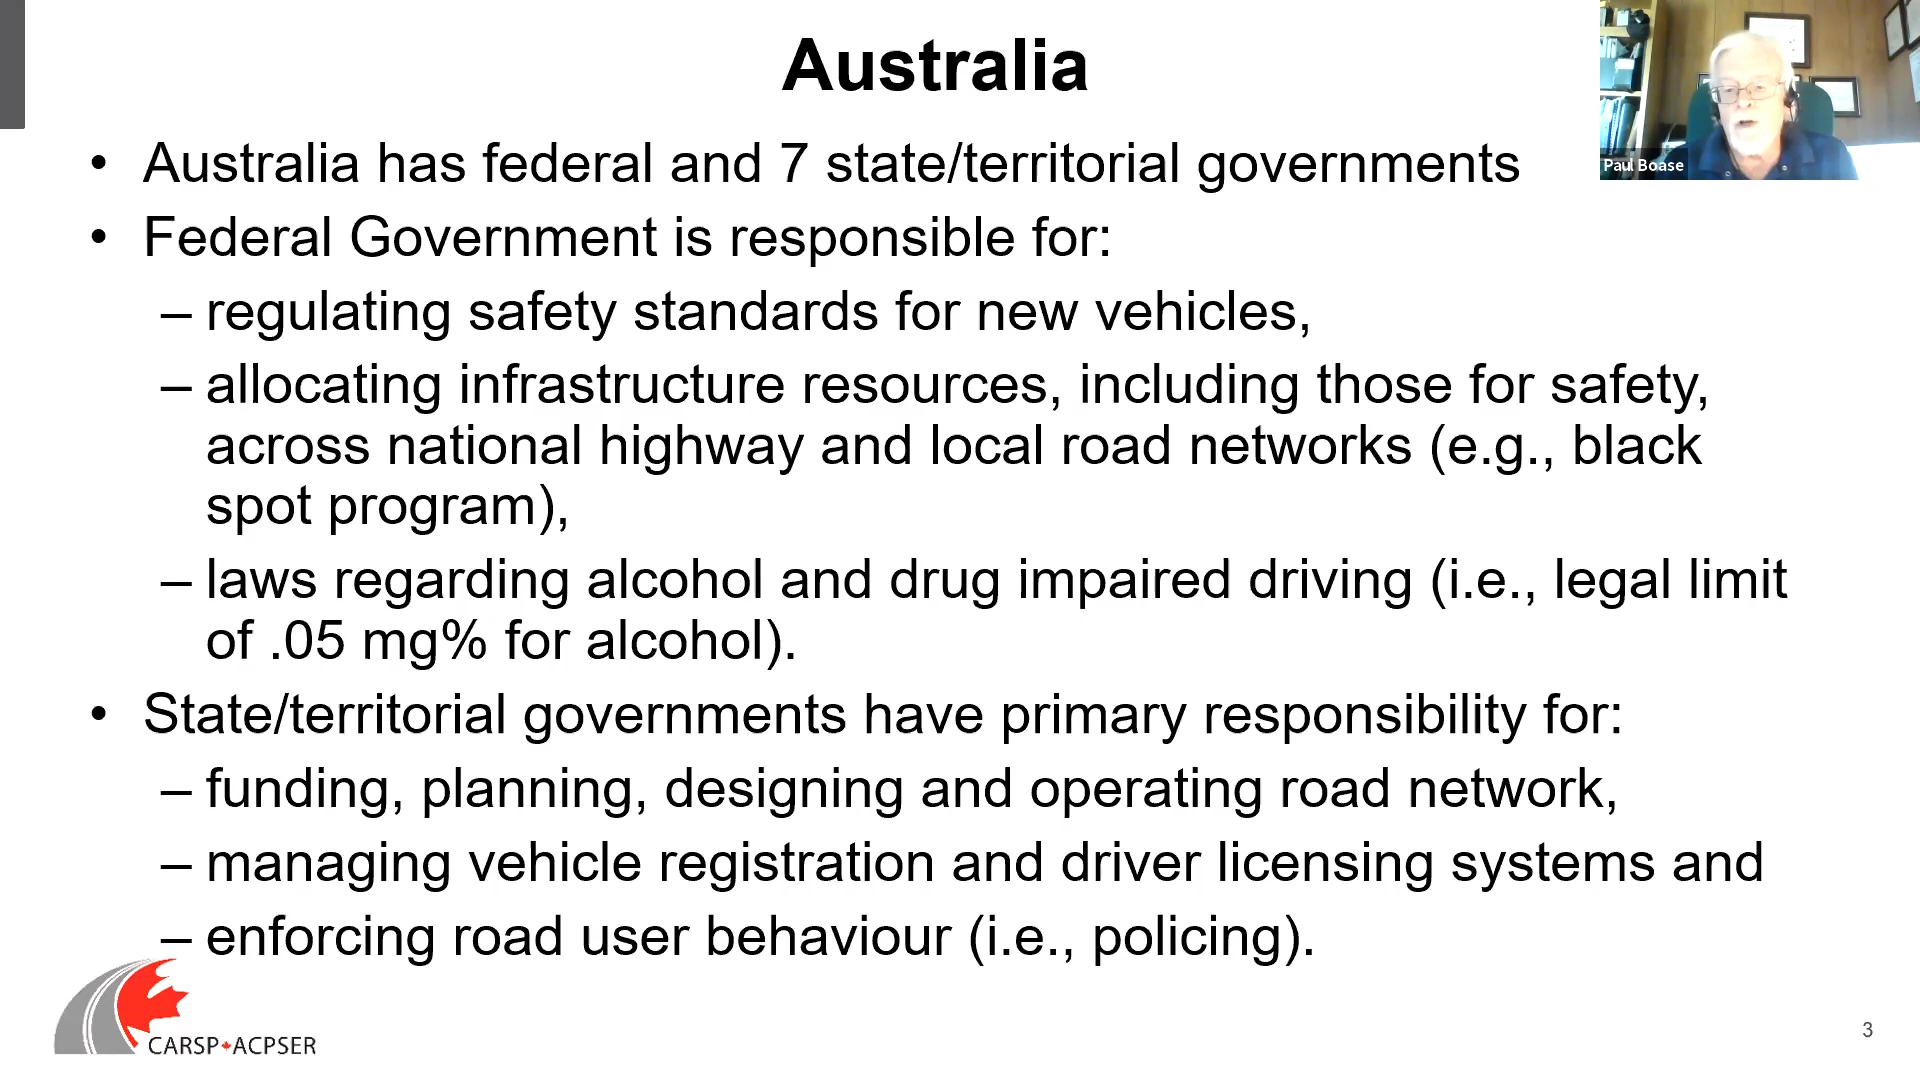 Australia
• Australia has federal and 7 state/territorial governments
Paul Boase
• Federal Government is responsible for:
– regulating safety standards for new vehicles,
– allocating infrastructure resources, including those for safety,
across national highway and local road networks (e.g., black
spot program),
– laws regarding alcohol and drug impaired driving (i.e., legal limit
of .05 mg% for alcohol).
• State/territorial governments have primary responsibility for:
– funding, planning, designing and operating road network,
– managing vehicle registration and driver licensing systems and
– enforcing road user behaviour (i.e., policing).
CARSP ACPSER
3